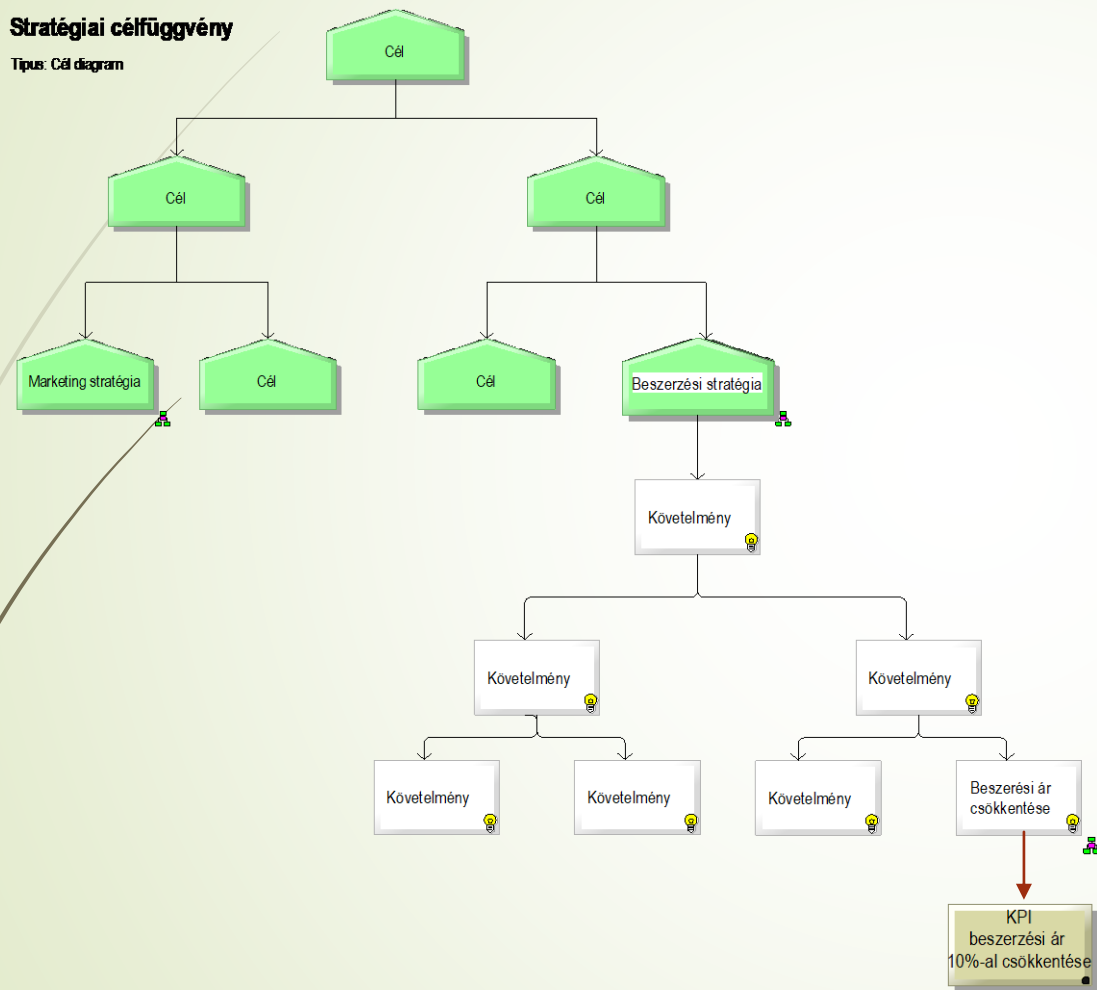 Stratégiai célfüggvény
Típus: Cél diagram
Cél
Cél
Cél
Marketing stratégia
Cél
Cél
Beszerzési stratégia
Követelmény
Követelmény
Követelmény
Követelmény
Követelmény
Követelmény
Beszerési ár
csökkentése
KPI
beszerzési ár
10%-al csökkentése